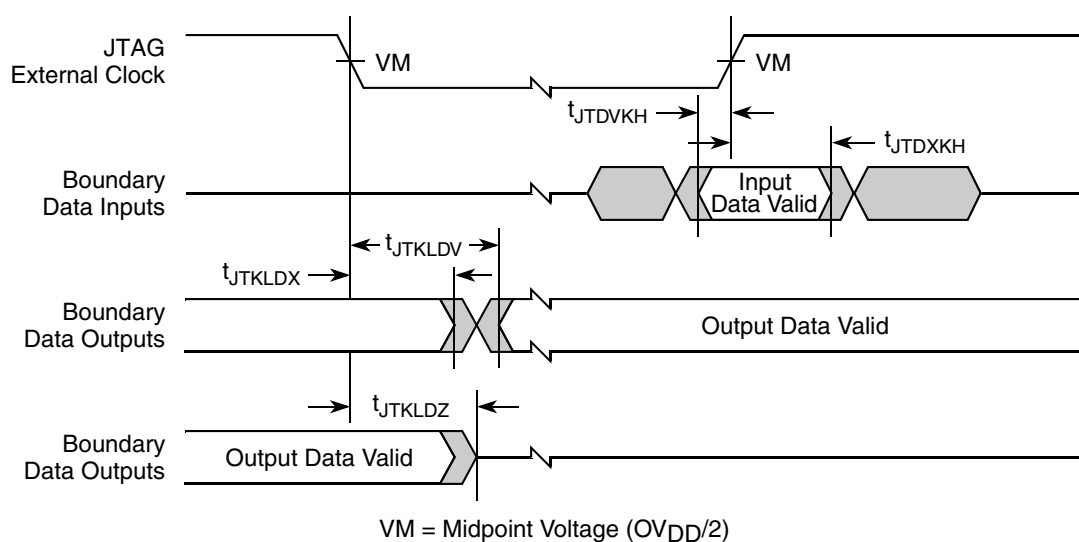 JTAG
External Clock
VM
VM
tJTDVKH
tJTDXKH
Boundary
Data Inputs
Input
Data Valid
tJTKLDV
tJTKLDX
Boundary
Data Outputs
Output Data Valid
tJTKLDZ
Boundary
Data Outputs
Output Data Valid
VM = Midpoint Voltage (OVDD/2)